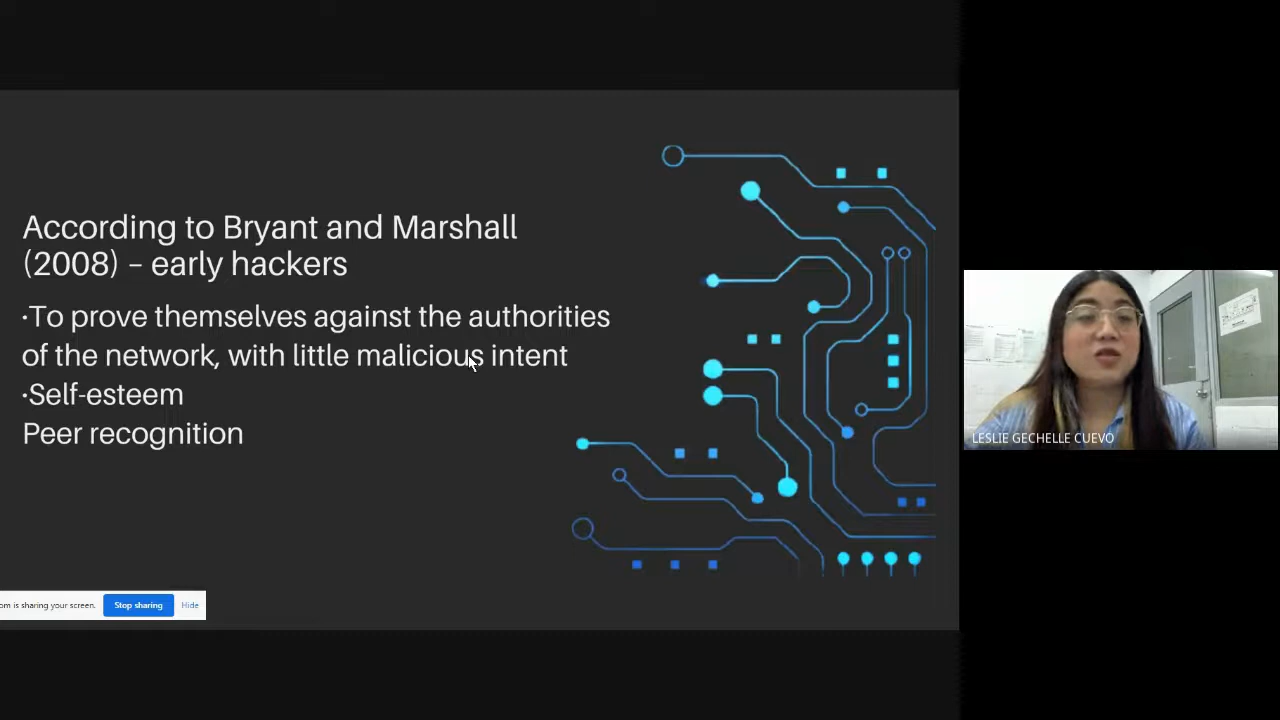 According to Bryant and Marshall
(2008) – early hackers
•To prove themselves against the authorities
of the network, with little malicious intent
•Self-esteem
Peer recognition
LESLIE GECHELLE CUEVO
om is sharing your screen. Stop sharing Hide